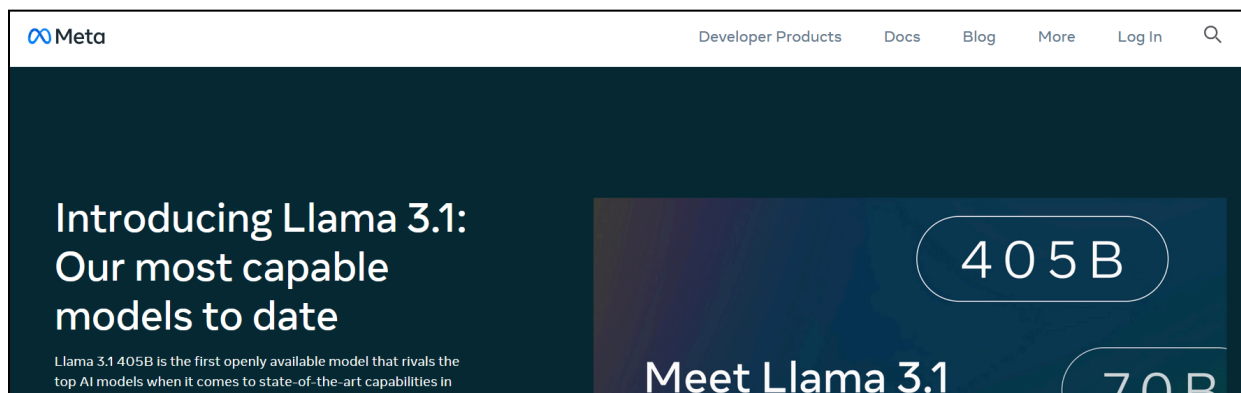 Meta
Developer Products Docs Blog More Log In
Introducing Llama 3.1:
Our most capable
models to date
Llama 3.1 405B is the first openly available model that rivals the
top AI models when it comes to state-of-the-art capabilities in
405B
Meet Llama 3.1
70B